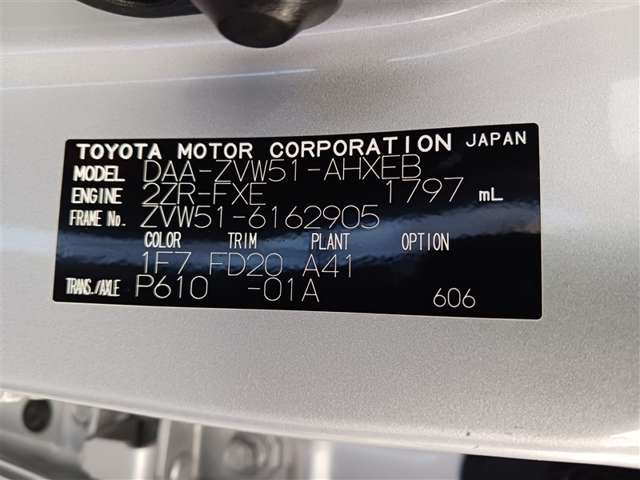 TOYOTA MOTOR CORPORATION JAPAN
MODEL DAA-ZVW51-AHXEB
ENGINE 2ZR-FXE 1797 mL
FRAME No. ZVW51-6162905
COLOR TRIM PLANT OPTION
1F7 FD20 A41
TRANS./AXLE P610 -01A 606